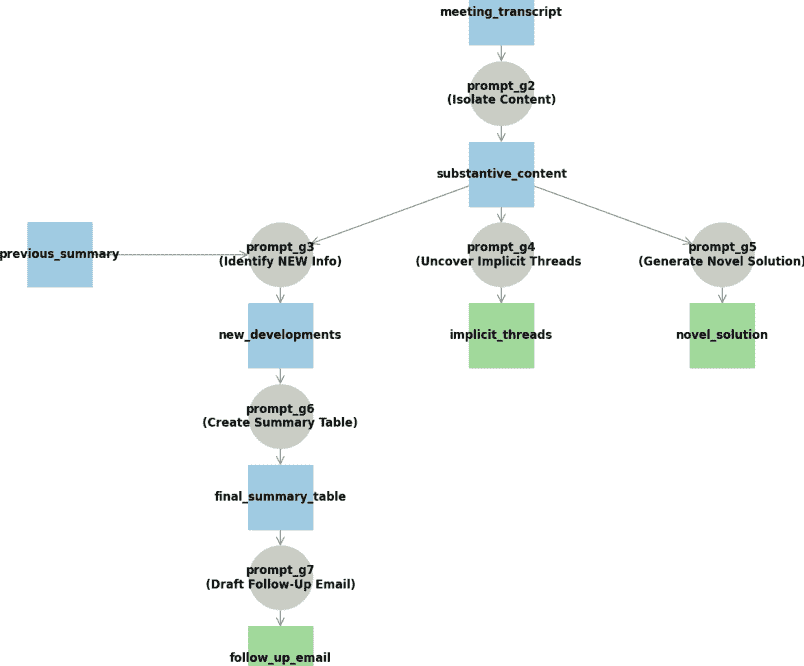 meeting_transcript
prompt_g2
(Isolate Content)
substantive_content
previous_summary
prompt_g3
(Identify NEW Info)
prompt_g4
(Uncover Implicit Threads
prompt_g5
(Generate Novel Solution)
new_developments
implicit_threads
novel_solution
prompt_g6
(Create Summary Table)
final_summary_table
prompt_g7
(Draft Follow-Up Email)
follow_up_email